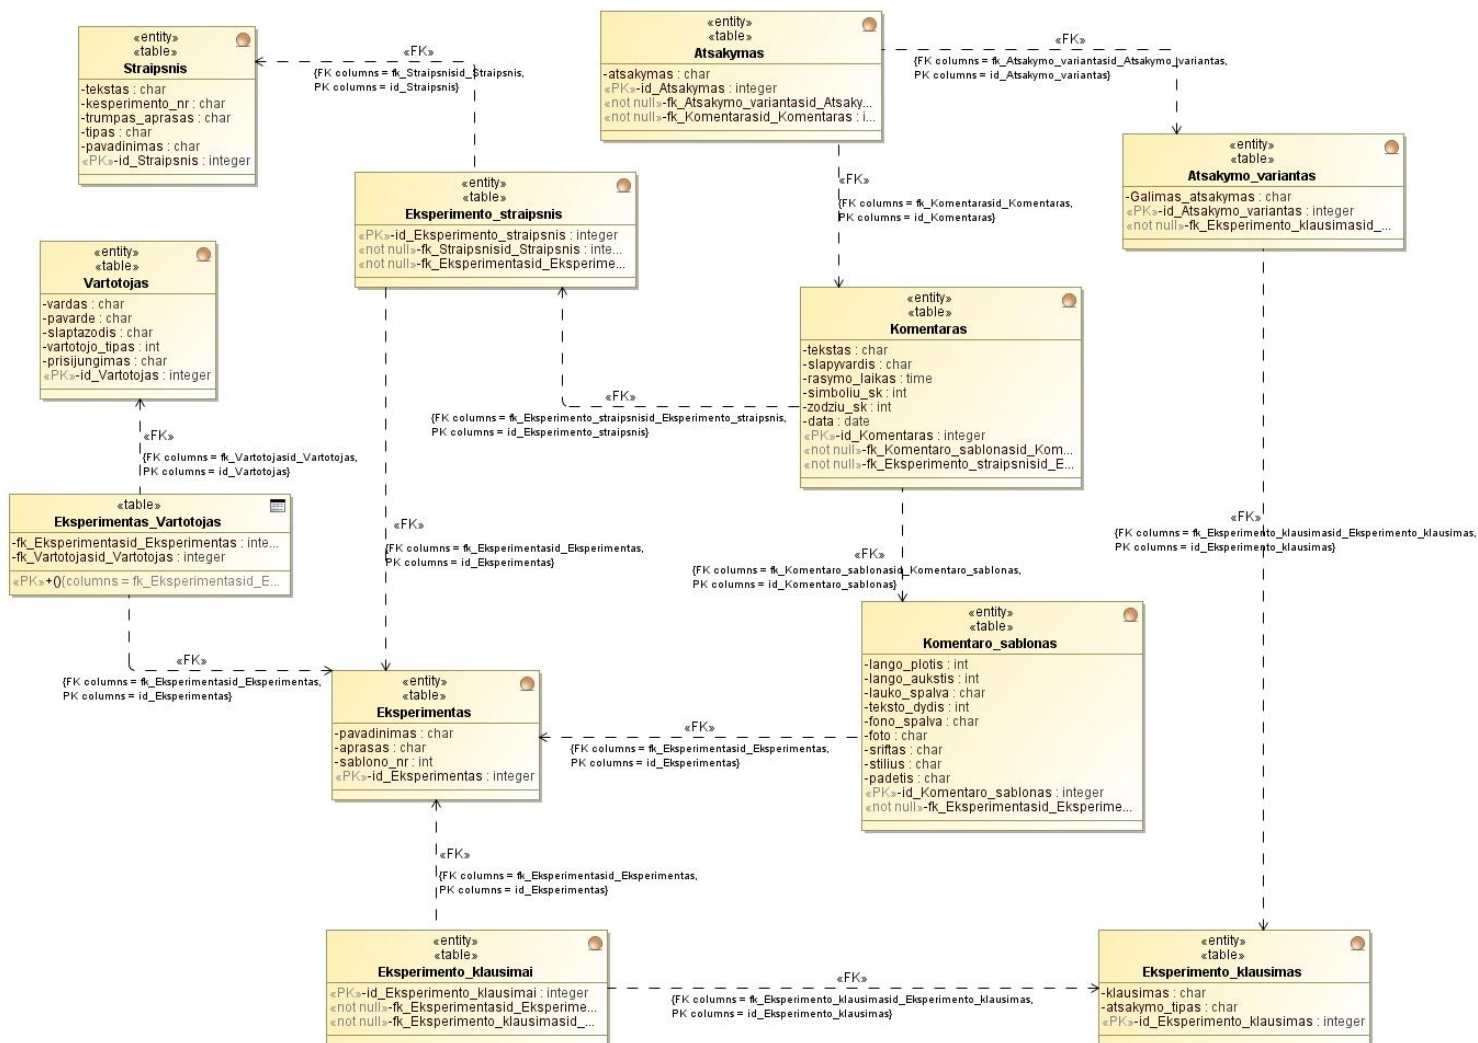 «entity»
«table»
Straipsnis
-tekstas : char
-kesperimento_nr : char
-trumpas_aprasas : char
-tipas : char
-pavadinimas : char
«PK»-id_Straipsnis : integer
«FK»
{FK columns = fk_Straipsnisid_Straipsnis,
PK columns = id_Straipsnis}
«entity»
«table»
Atsakymas
-atsakymas : char
«PK»-id_Atsakymas : integer
«not null»-fk_Atsakymo_variantasid_Atsaky...
«not null»-fk_Komentarasid_Komentaras : i...
«FK»
{FK columns = fk_Atsakymo_variantasid_Atsakymo_variantas,
PK columns = id_Atsakymo_variantas}
«entity»
«table»
Atsakymo_variantas
-Galimas_atsakymas : char
«PK»-id_Atsakymo_variantas : integer
«not null»-fk_Eksperimento_klausimasid_...
«entity»
«table»
Eksperimento_straipsnis
«PK»-id_Eksperimento_straipsnis : integer
«not null»-fk_Straipsnisid_Straipsnis : inte...
«not null»-fk_Eksperimentasid_Eksperime...
«FK»
{FK columns = fk_Komentarasid_Komentaras,
PK columns = id_Komentaras}
«entity»
«table»
Vartotojas
-vardas : char
-pavarde : char
-slaptazodis : char
-vartotojo_tipas : int
-prisijungimas : char
«PK»-id_Vartotojas : integer
«entity»
«table»
Komentaras
-tekstas : char
-slapyvardis : char
-rasymo_laikas : time
-simboliu_sk : int
-zodziu_sk : int
-data : date
«PK»-id_Komentaras : integer
«not null»-fk_Komentaro_sablonasid_Kom...
«not null»-fk_Eksperimento_straipsnisid_E...
«FK»
{FK columns = fk_Eksperimento_straipsnisid_Eksperimento_straipsnis,
PK columns = id_Eksperimento_straipsnis}
«FK»
{FK columns = fk_Vartotojasid_Vartotojas,
PK columns = id_Vartotojas}
«table»
Eksperimentas_Vartotojas
-fk_Eksperimentasid_Eksperimentas : inte...
-fk_Vartotojasid_Vartotojas : integer
«PK»+(){columns = fk_Eksperimentasid_E...
«FK»
{FK columns = fk_Eksperimentasid_Eksperimentas,
PK columns = id_Eksperimentas}
«FK»
{FK columns = fk_Komentaro_sablonasid_Komentaro_sablonas,
PK columns = id_Komentaro_sablonas}
«FK»
{FK columns = fk_Eksperimento_klausimasid_Eksperimento_klausimas,
PK columns = id_Eksperimento_klausimas}
«FK»
{FK columns = fk_Eksperimentasid_Eksperimentas,
PK columns = id_Eksperimentas}
«entity»
«table»
Eksperimentas
-pavadinimas : char
-aprasas : char
-sablono_nr : int
«PK»-id_Eksperimentas : integer
«FK»
{FK columns = fk_Eksperimentasid_Eksperimentas,
PK columns = id_Eksperimentas}
«entity»
«table»
Komentaro_sablonas
-lango_plotis : int
-lango_aukstis : int
-lauko_spalva : char
-teksto_dydis : int
-fono_spalva : char
-foto : char
-sriftas : char
-stilius : char
-padetis : char
«PK»-id_Komentaro_sablonas : integer
«not null»-fk_Eksperimentasid_Eksperime...
«FK»
{FK columns = fk_Eksperimentasid_Eksperimentas,
PK columns = id_Eksperimentas}
«entity»
«table»
Eksperimento_klausimai
«PK»-id_Eksperimento_klausimai : integer
«not null»-fk_Eksperimentasid_Eksperime...
«not null»-fk_Eksperimento_klausimasid_...
«FK»
{FK columns = fk_Eksperimento_klausimasid_Eksperimento_klausimas,
PK columns = id_Eksperimento_klausimas}
«entity»
«table»
Eksperimento_klausimas
-klausimas : char
-atsakymo_tipas : char
«PK»-id_Eksperimento_klausimas : integer